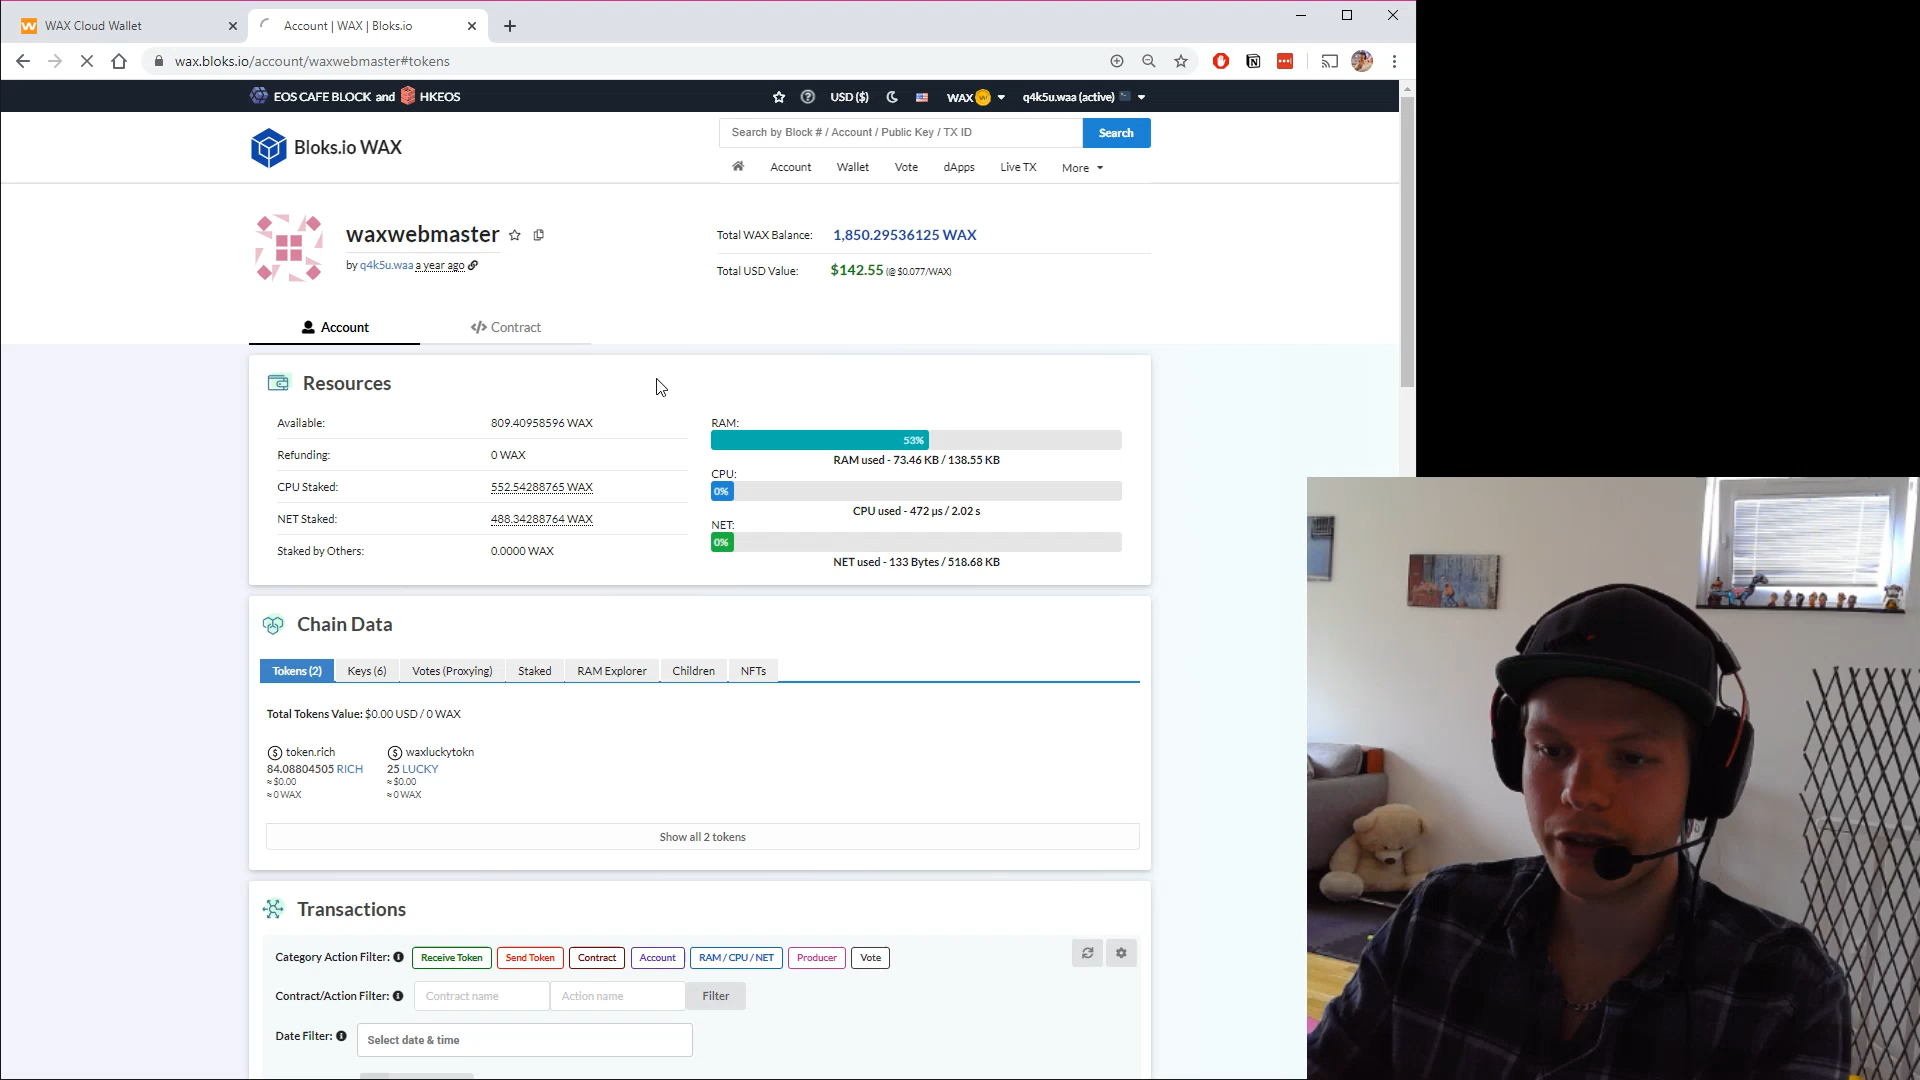 WAX Cloud Wallet
Account | WAX | Bloks.io
wax.bloks.io/account/waxwebmaster#tokens
EOS CAFE BLOCK and HKEOS
USD ($)
WAX
q4k5u.waa (active)
Bloks.io WAX
Search by Block # / Account / Public Key / TX ID
Search
Account Wallet Vote dApps Live TX More
waxwebmaster
by q4k5u.waa a year ago
Total WAX Balance: 1,850.29536125 WAX
Total USD Value: $142.55 (@ $0.077/WAX)
Account
Contract
Resources
Available: 809.40958596 WAX
Refunding: 0 WAX
CPU Staked: 552.54288765 WAX
NET Staked: 488.34288764 WAX
Staked by Others: 0.0000 WAX
RAM:
53%
RAM used - 73.46 KB / 138.55 KB
CPU:
0%
CPU used - 472 µs / 2.02 s
NET:
0%
NET used - 133 Bytes / 518.68 KB
Chain Data
Tokens (2) Keys (6) Votes (Proxying) Staked RAM Explorer Children NFTs
Total Tokens Value: $0.00 USD / 0 WAX
token.rich
84.08804505 RICH
≈ $0.00
≈ 0 WAX
waxluckytokn
25 LUCKY
≈ $0.00
≈ 0 WAX
Show all 2 tokens
Transactions
Category Action Filter: Receive Token Send Token Contract Account RAM / CPU / NET Producer Vote
Contract/Action Filter: Contract name Action name Filter
Date Filter: Select date & time